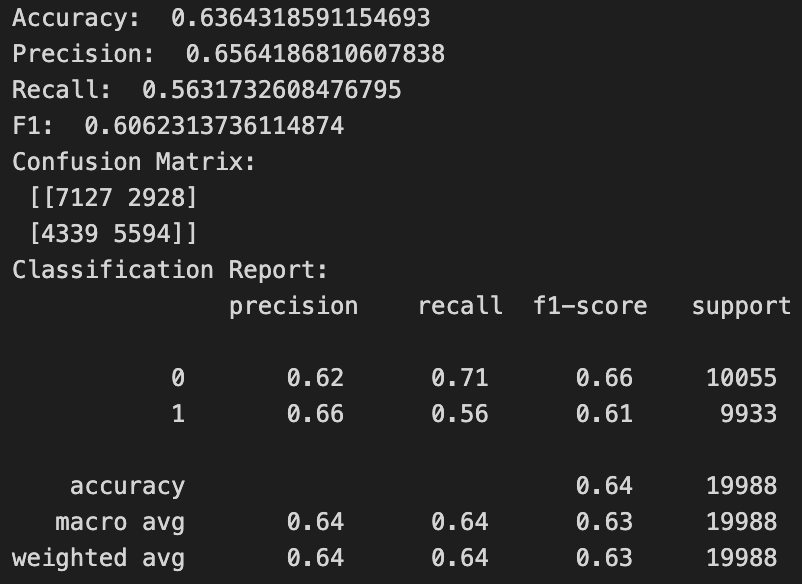 Accuracy:  0.6364318591154693
Precision:  0.6564186810607838
Recall:  0.5631732608476795
F1:  0.6062313736114874
Confusion Matrix:
 [[7127 2928]
 [4339 5594]]
Classification Report:
               precision    recall  f1-score   support

           0       0.62      0.71      0.66     10055
           1       0.66      0.56      0.61      9933

    accuracy                           0.64     19988
   macro avg       0.64      0.64      0.63     19988
weighted avg       0.64      0.64      0.63     19988